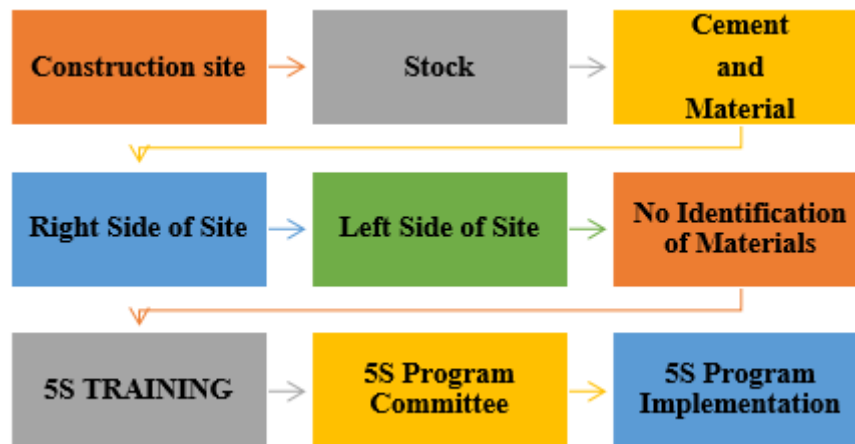 Construction site
Stock
Cement
and
Material
Right Side of Site
Left Side of Site
No Identification
of Materials
5S TRAINING
5S Program
Committee
5S Program
Implementation